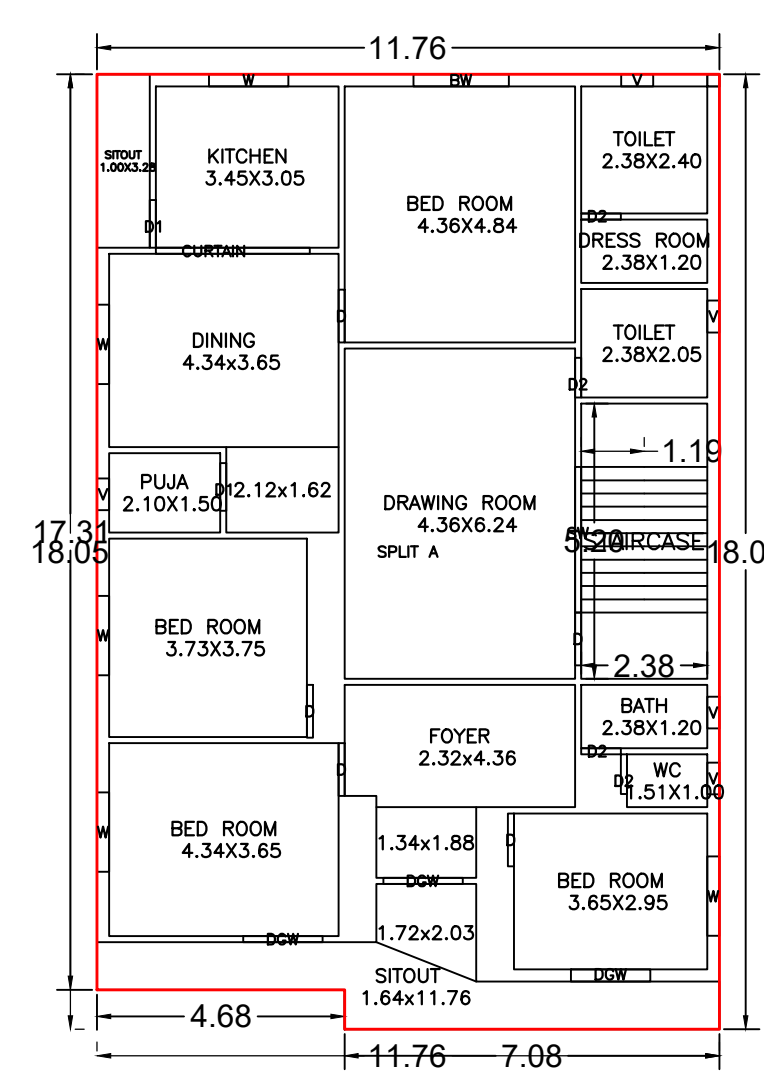 11.76
W
BW
V
SITOUT
1.00X3.28
KITCHEN
3.45X3.05
BED ROOM
4.36X4.84
TOILET
2.38X2.40
D1
D2
DRESS ROOM
2.38X1.20
CURTAIN
D
V
DINING
4.34x3.65
W
TOILET
2.38X2.05
D2
1.19
PUJA
2.10X1.50
V
D1
2.12x1.62
DRAWING ROOM
4.36X6.24
SPLIT A
5.20
STAIRCASE
17.31
18.05
18.0
BED ROOM
3.73X3.75
W
D
D
2.38
BATH
2.38X1.20
V
FOYER
2.32x4.36
D2
D
WC
1.51X1.00
D2
V
BED ROOM
4.34X3.65
W
1.34x1.88
D
DGW
BED ROOM
3.65X2.95
W
1.72x2.03
DGW
SITOUT
1.64x11.76
DGW
4.68
11.76
7.08